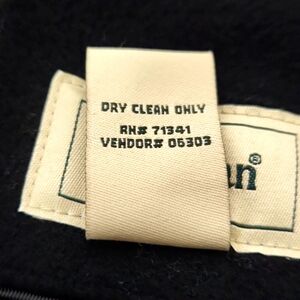 DRY CLEAN ONLY
RN# 71341
VENDOR# 06303